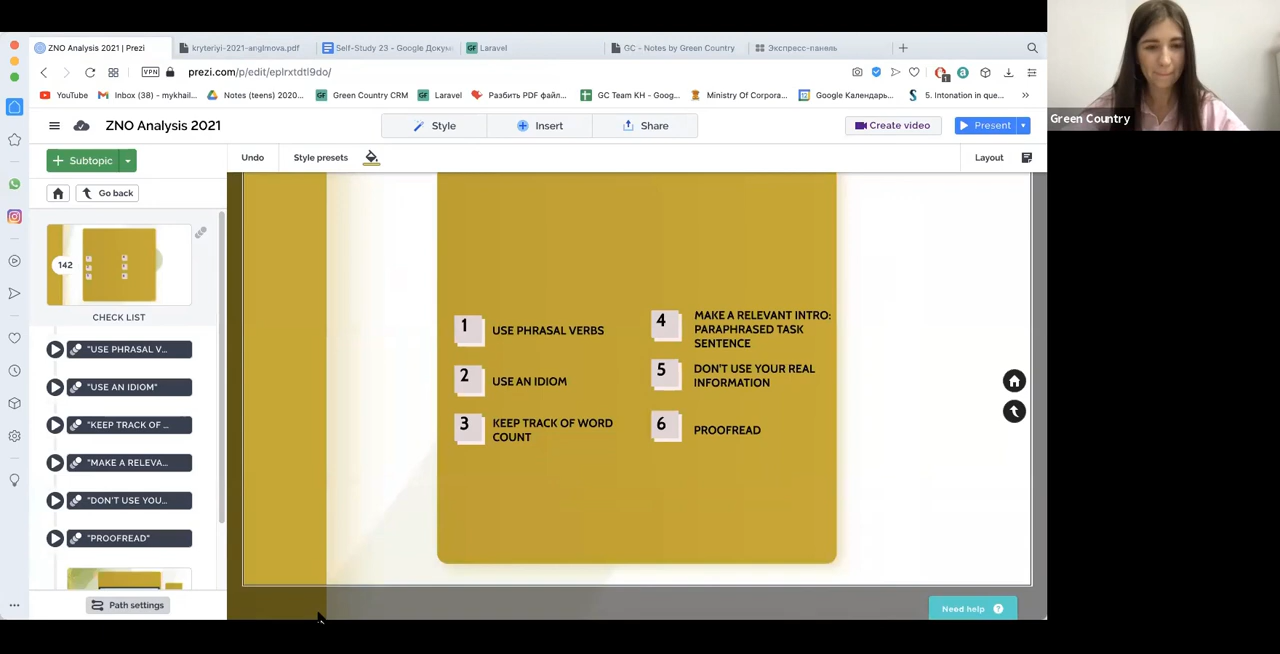 ZNO Analysis 2021 | Prezi
kryteriyi-2021-anglmova.pdf
Self-Study 23 - Google Докум
GF Laravel
GC - Notes by Green Country
Экспресс-панель
VPN
prezi.com/p/edit/eplrxtdtl9do/
1
YouTube
Inbox (38) - mykhail...
Notes (teens) 2020...
GF Green Country CRM
GF Laravel
Разбить PDF файл...
GC Team KH - Goog...
Ministry Of Corpora...
Google Календарь...
5. Intonation in que...
ZNO Analysis 2021
Style
Insert
Share
Create video
Present
Subtopic
Undo
Style presets
Layout
Go back
142
CHECK LIST
"USE PHRASAL V...
"USE AN IDIOM"
"KEEP TRACK OF ...
"MAKE A RELEVA...
"DON'T USE YOU...
"PROOFREAD"
Path settings
1 USE PHRASAL VERBS
2 USE AN IDIOM
3 KEEP TRACK OF WORD
COUNT
4 MAKE A RELEVANT INTRO:
PARAPHRASED TASK
SENTENCE
5 DON'T USE YOUR REAL
INFORMATION
6 PROOFREAD
Need help ?
Green Country